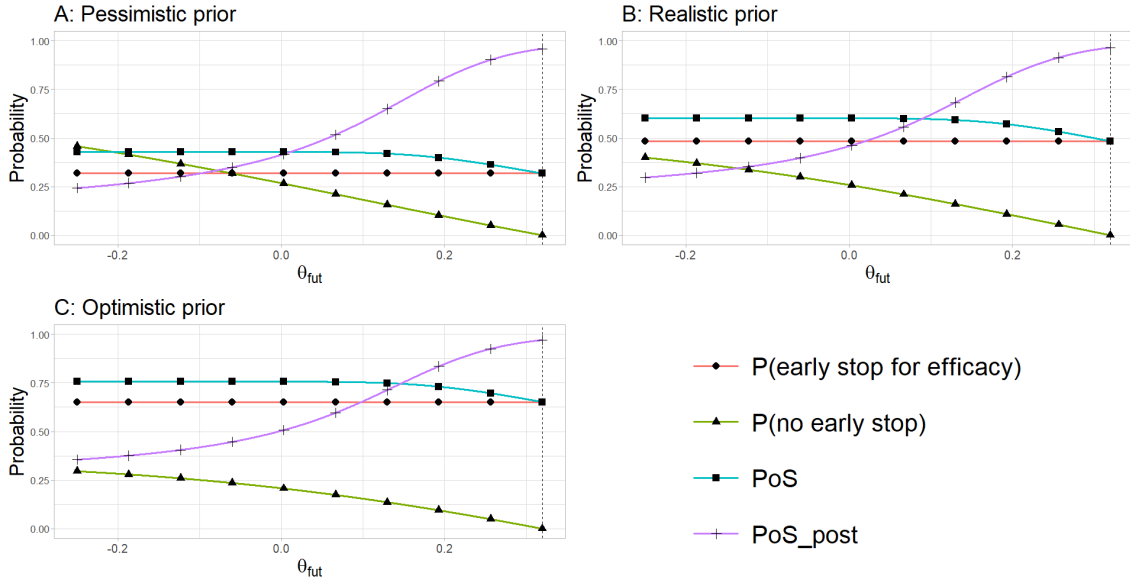 A: Pessimistic prior
Probability
1.00
0.75
0.50
0.25
0.00
-0.2
0.0
0.2
θfut
B: Realistic prior
Probability
1.00
0.75
0.50
0.25
0.00
-0.2
0.0
0.2
θfut
C: Optimistic prior
Probability
1.00
0.75
0.50
0.25
0.00
-0.2
0.0
0.2
θfut
P(early stop for efficacy)
P(no early stop)
PoS
PoS_post